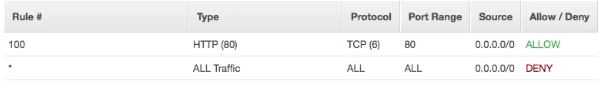 Rule # Type Protocol Port Range Source Allow / Deny
100 HTTP (80) TCP (6) 80 0.0.0.0/0 ALLOW
* ALL Traffic ALL ALL 0.0.0.0/0 DENY